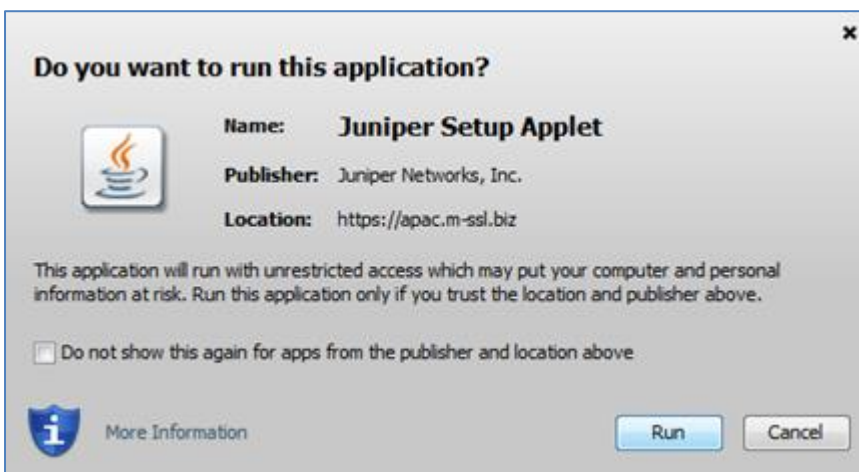 Do you want to run this application?
Name: Juniper Setup Applet
Publisher: Juniper Networks, Inc.
Location: https://apac.m-ssl.biz
This application will run with unrestricted access which may put your computer and personal
information at risk. Run this application only if you trust the location and publisher above.
Do not show this again for apps from the publisher and location above
More Information
Run
Cancel